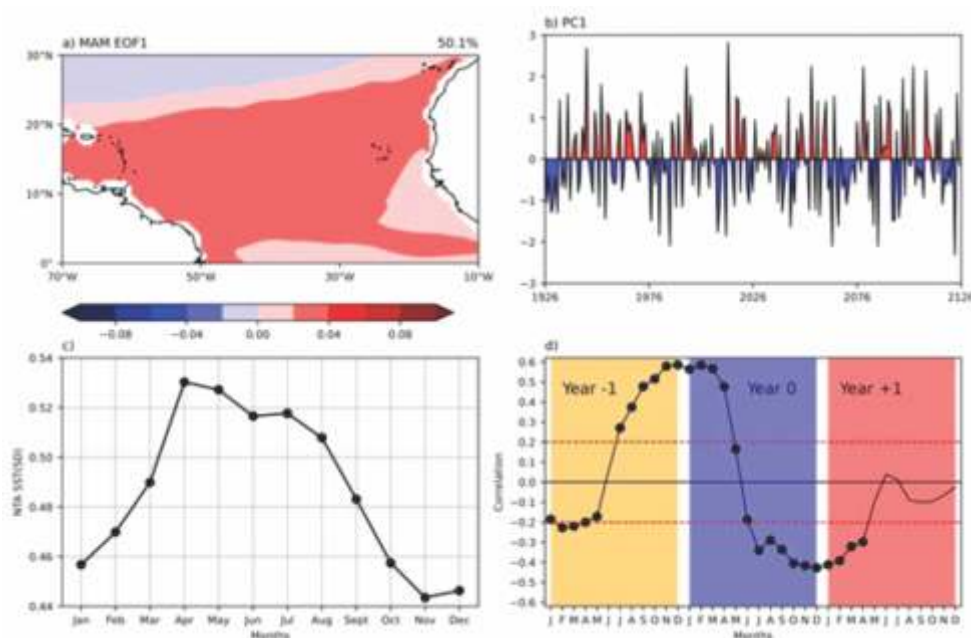 a) MAM EOF1 50.1%
30°N
20°N
10°N
0°
70°W 50°W 30°W 10°W
−0.08 −0.04 0.00 0.04 0.08
b) PC1
3
2
1
0
−1
−2
−3
1926 1976 2026 2076 2126
c)
NTA SST(SD)
0.54
0.52
0.50
0.48
0.46
0.44
Jan Feb Mar Apr May Jun Jul Aug Sept Oct Nov Dec
Months
d)
Correlation
0.6
0.5
0.4
0.3
0.2
0.1
0.0
−0.1
−0.2
−0.3
−0.4
−0.5
−0.6
Year -1 Year 0 Year +1
J F M A M J J A S O N D J F M A M J J A S O N D J F M A M J J A S O N D
Months